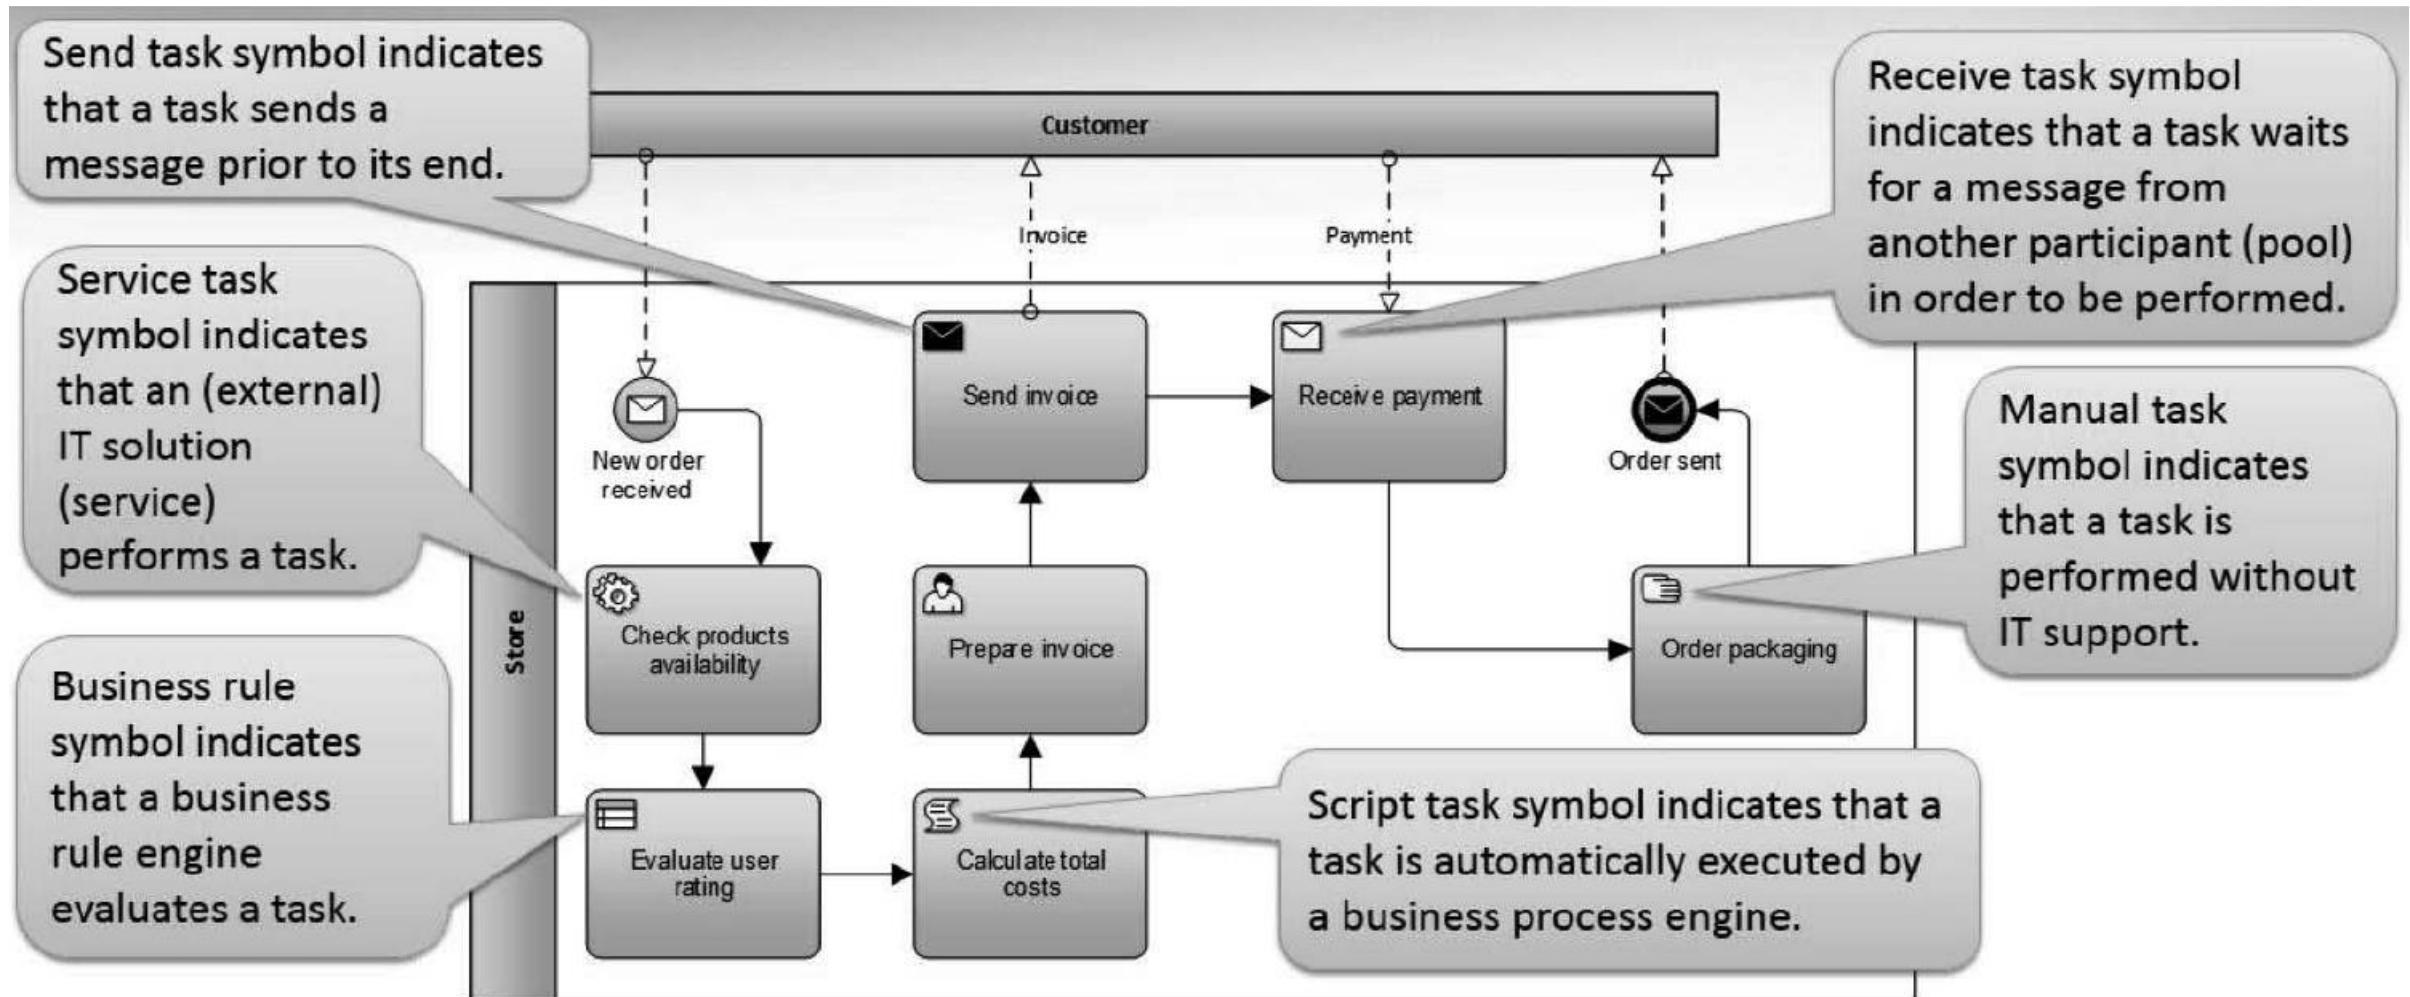 Send task symbol indicates
that a task sends a
message prior to its end.
Customer
Receive task symbol
indicates that a task waits
for a message from
another participant (pool)
in order to be performed.
Invoice
Payment
Service task
symbol indicates
that an (external)
IT solution
(service)
performs a task.
Send invoice
Receive payment
New order
received
Order sent
Manual task
symbol indicates
that a task is
performed without
IT support.
Store
Check products
availability
Prepare invoice
Order packaging
Business rule
symbol indicates
that a business
rule engine
evaluates a task.
Evaluate user
rating
Calculate total
costs
Script task symbol indicates that a
task is automatically executed by
a business process engine.